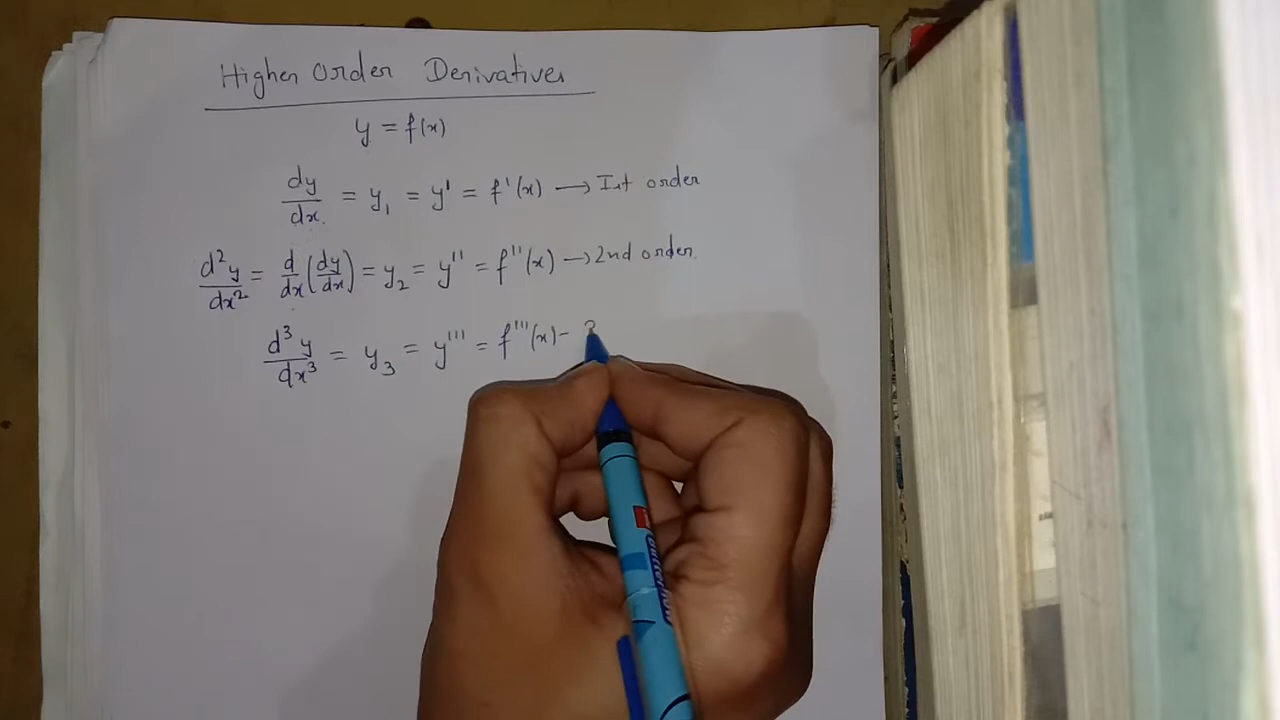 Higher Order Derivatives
y = f(x)
dy/dx = y₁ = y' = f'(x) → Ist order
d²y/dx² = d/dx (dy/dx) = y₂ = y'' = f''(x) → 2nd order.
d³y/dx³ = y₃ = y''' = f'''(x) –